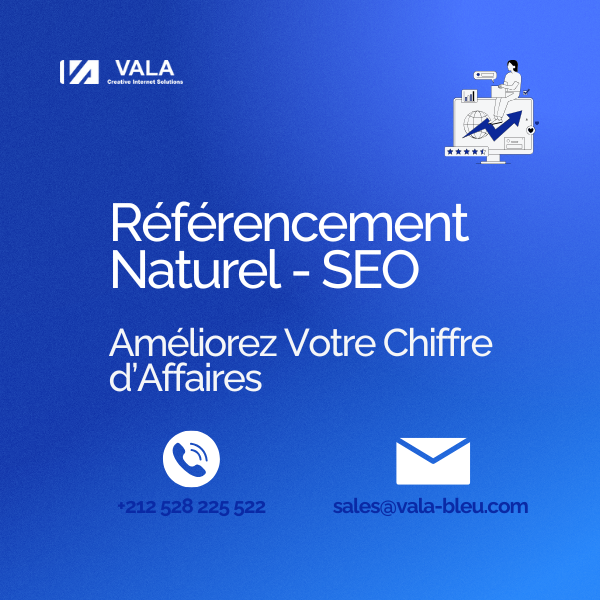 VALA
Creative Internet Solutions
Référencement
Naturel - SEO
Améliorez Votre Chiffre
d'Affaires
+212 528 225 522
sales@vala-bleu.com